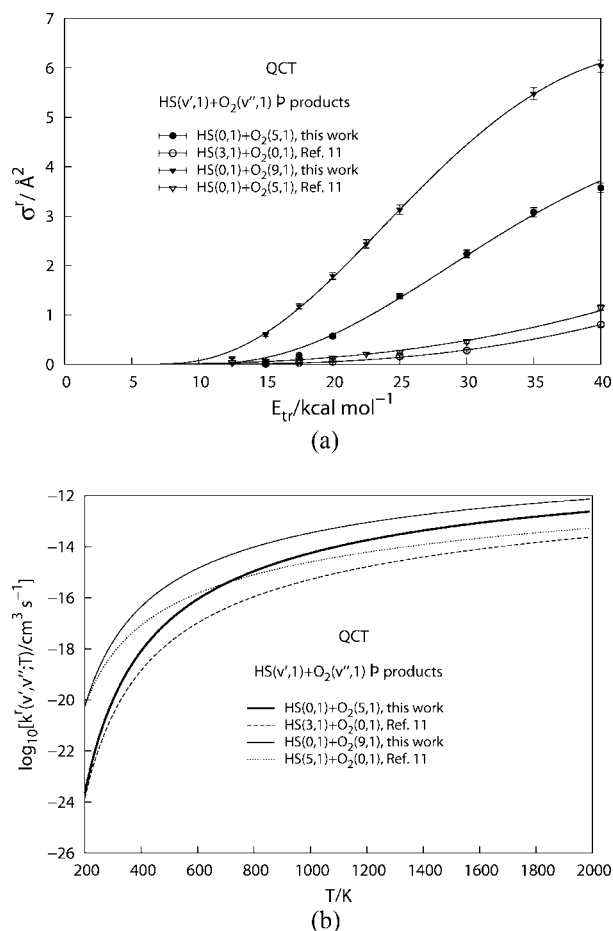 7
6
5
4
3
2
1
0
σʳ/ Å²
QCT
HS(v',1)+O₂(v'',1) Þ products
HS(0,1)+O₂(5,1), this work
HS(3,1)+O₂(0,1), Ref. 11
HS(0,1)+O₂(9,1), this work
HS(0,1)+O₂(5,1), Ref. 11
0 5 10 15 20 25 30 35 40
E_tr/kcal mol⁻¹
(a)
-12
-14
-16
-18
-20
-22
-24
-26
log₁₀[kʳ(v',v'';T)/cm³ s⁻¹]
QCT
HS(v',1)+O₂(v'',1) Þ products
HS(0,1)+O₂(5,1), this work
HS(3,1)+O₂(0,1), Ref. 11
HS(0,1)+O₂(9,1), this work
HS(5,1)+O₂(0,1), Ref. 11
200 400 600 800 1000 1200 1400 1600 1800 2000
T/K
(b)